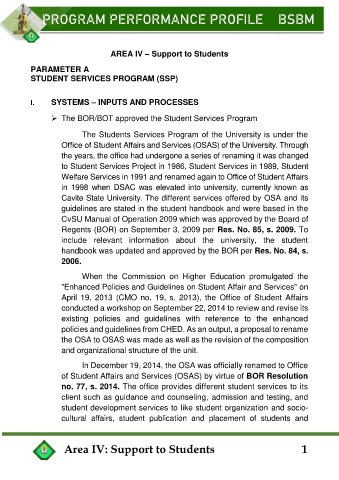 PROGRAM PERFORMANCE PROFILE BSBM
AREA IV – Support to Students
PARAMETER A
STUDENT SERVICES PROGRAM (SSP)
I. SYSTEMS – INPUTS AND PROCESSES
➢ The BOR/BOT approved the Student Services Program
The Students Services Program of the University is under the
Office of Student Affairs and Services (OSAS) of the University. Through
the years, the office had undergone a series of renaming it was changed
to Student Services Project in 1986, Student Services in 1989, Student
Welfare Services in 1991 and renamed again to Office of Student Affairs
in 1998 when DSAC was elevated into university, currently known as
Cavite State University. The different services offered by OSA and its
guidelines are stated in the student handbook and were based in the
CvSU Manual of Operation 2009 which was approved by the Board of
Regents (BOR) on September 3, 2009 per Res. No. 85, s. 2009. To
include relevant information about the university, the student
handbook was updated and approved by the BOR per Res. No. 84, s.
2006.
When the Commission on Higher Education promulgated the
"Enhanced Policies and Guidelines on Student Affair and Services" on
April 19, 2013 (CMO no. 19, s. 2013), the Office of Student Affairs
conducted a workshop on September 22, 2014 to review and revise its
existing policies and guidelines with reference to the enhanced
policies and guidelines from CHED. As an output, a proposal to rename
the OSA to OSAS was made as well as the revision of the composition
and organizational structure of the unit.
In December 19, 2014, the OSA was officially renamed to Office
of Student Affairs and Services (OSAS) by virtue of BOR Resolution
no. 77, s. 2014. The office provides different student services to its
client such as guidance and counseling, admission and testing, and
student development services to like student organization and socio-
cultural affairs, student publication and placement of students and
Area IV: Support to Students 1